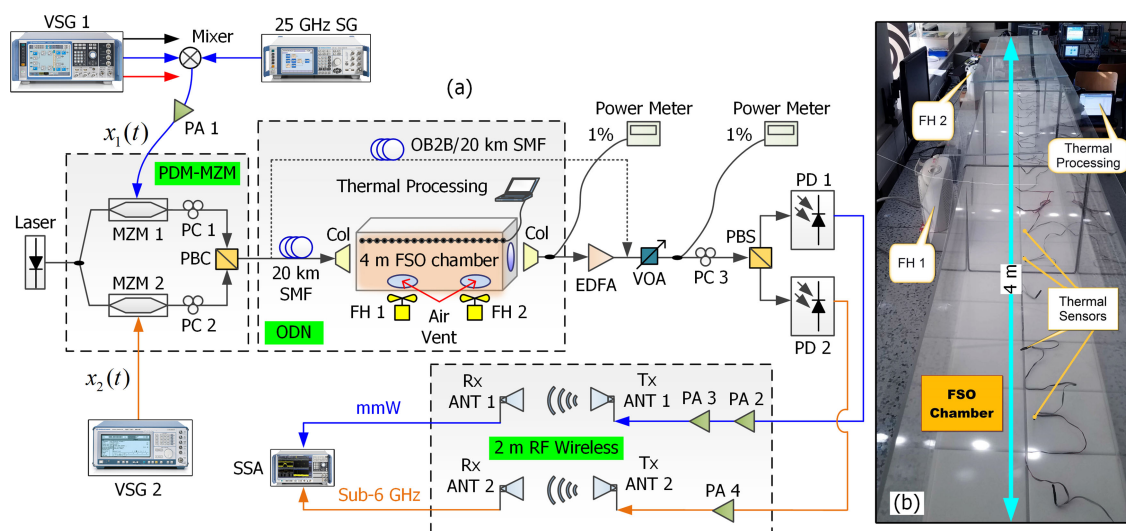 VSG 1
Mixer
25 GHz SG
(a)
PA 1
x₁(t)
Power Meter
Power Meter
1%
1%
OB2B/20 km SMF
PDM-MZM
Thermal Processing
Laser
MZM 1
PC 1
PBC
MZM 2
PC 2
20 km
SMF
Col
4 m FSO chamber
Col
FH 1
Air
Vent
FH 2
ODN
EDFA
VOA
PC 3
PBS
PD 1
PD 2
x₂(t)
VSG 2
Rx
ANT 1
Tx
ANT 1
PA 3
PA 2
mmW
2 m RF Wireless
SSA
Rx
ANT 2
Tx
ANT 2
PA 4
Sub-6 GHz
FH 2
Thermal
Processing
FH 1
4 m
Thermal
Sensors
FSO
Chamber
(b)